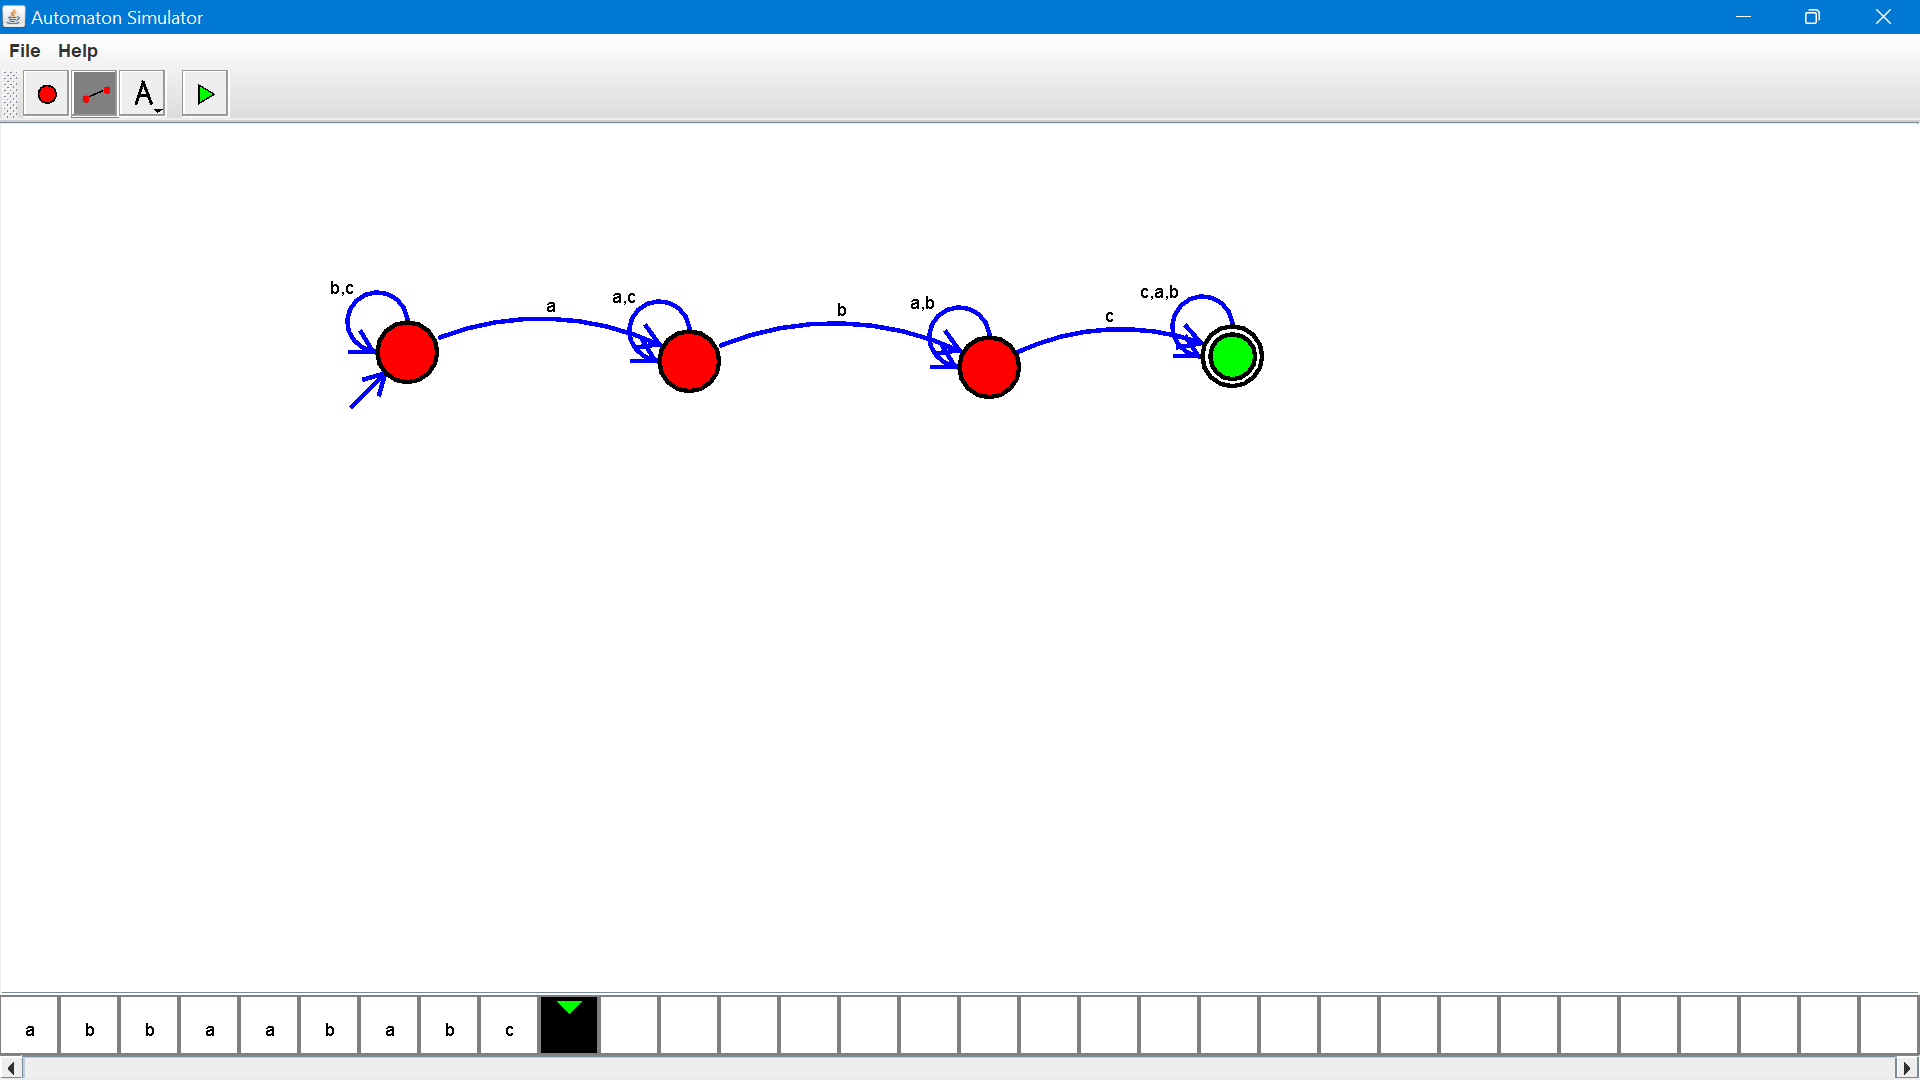 Automaton Simulator
File Help
A
b,c
a
a,c
b
a,b
c
c,a,b
a b b a a b a b c